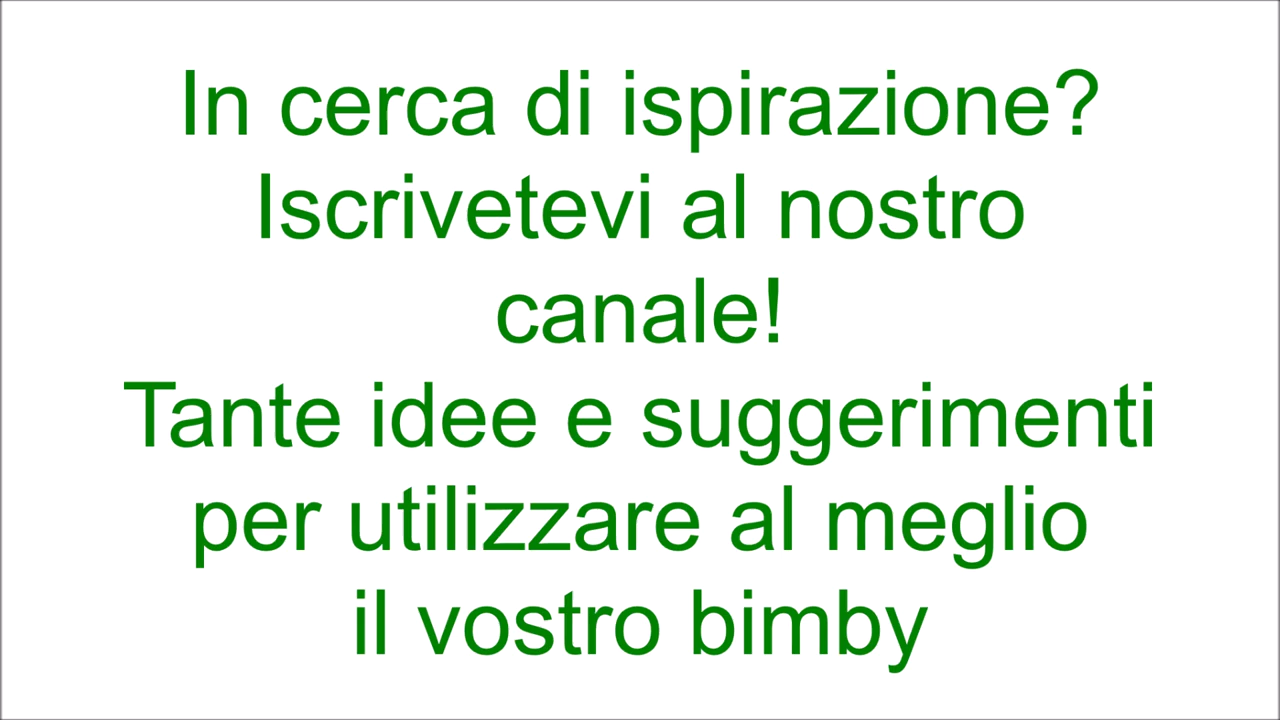 In cerca di ispirazione?
Iscrivetevi al nostro
canale!
Tante idee e suggerimenti
per utilizzare al meglio
il vostro bimby